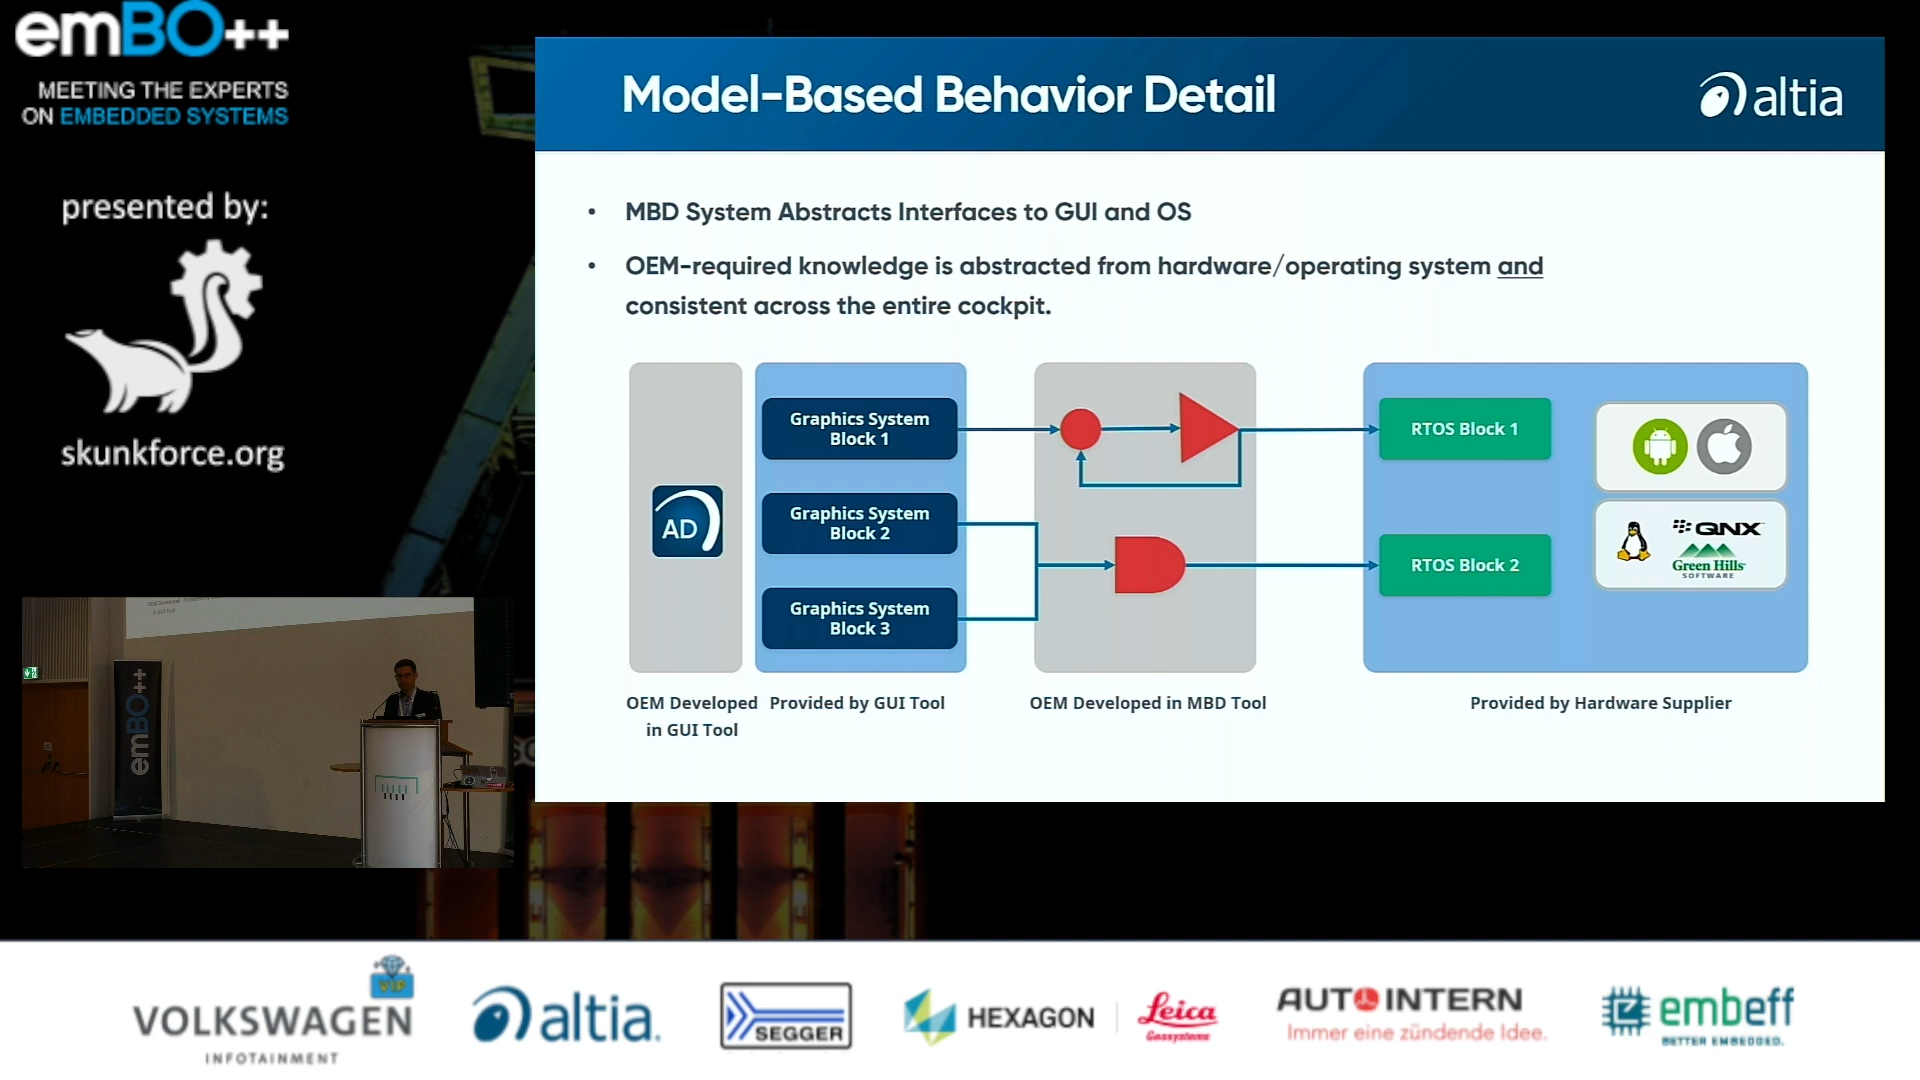 emBO++
MEETING THE EXPERTS
ON EMBEDDED SYSTEMS
presented by:
skunkforce.org
Model-Based Behavior Detail
altia
• MBD System Abstracts Interfaces to GUI and OS
• OEM-required knowledge is abstracted from hardware/operating system and
consistent across the entire cockpit.
AD
Graphics System
Block 1
Graphics System
Block 2
Graphics System
Block 3
RTOS Block 1
RTOS Block 2
QNX
Green Hills
SOFTWARE
OEM Developed
in GUI Tool
Provided by GUI Tool
OEM Developed in MBD Tool
Provided by Hardware Supplier
emBO++
VIP
VOLKSWAGEN
INFOTAINMENT
altia.
SEGGER
HEXAGON
Leica
Geosystems
AUTOINTERN
Immer eine zündende Idee.
embeff
BETTER EMBEDDED.